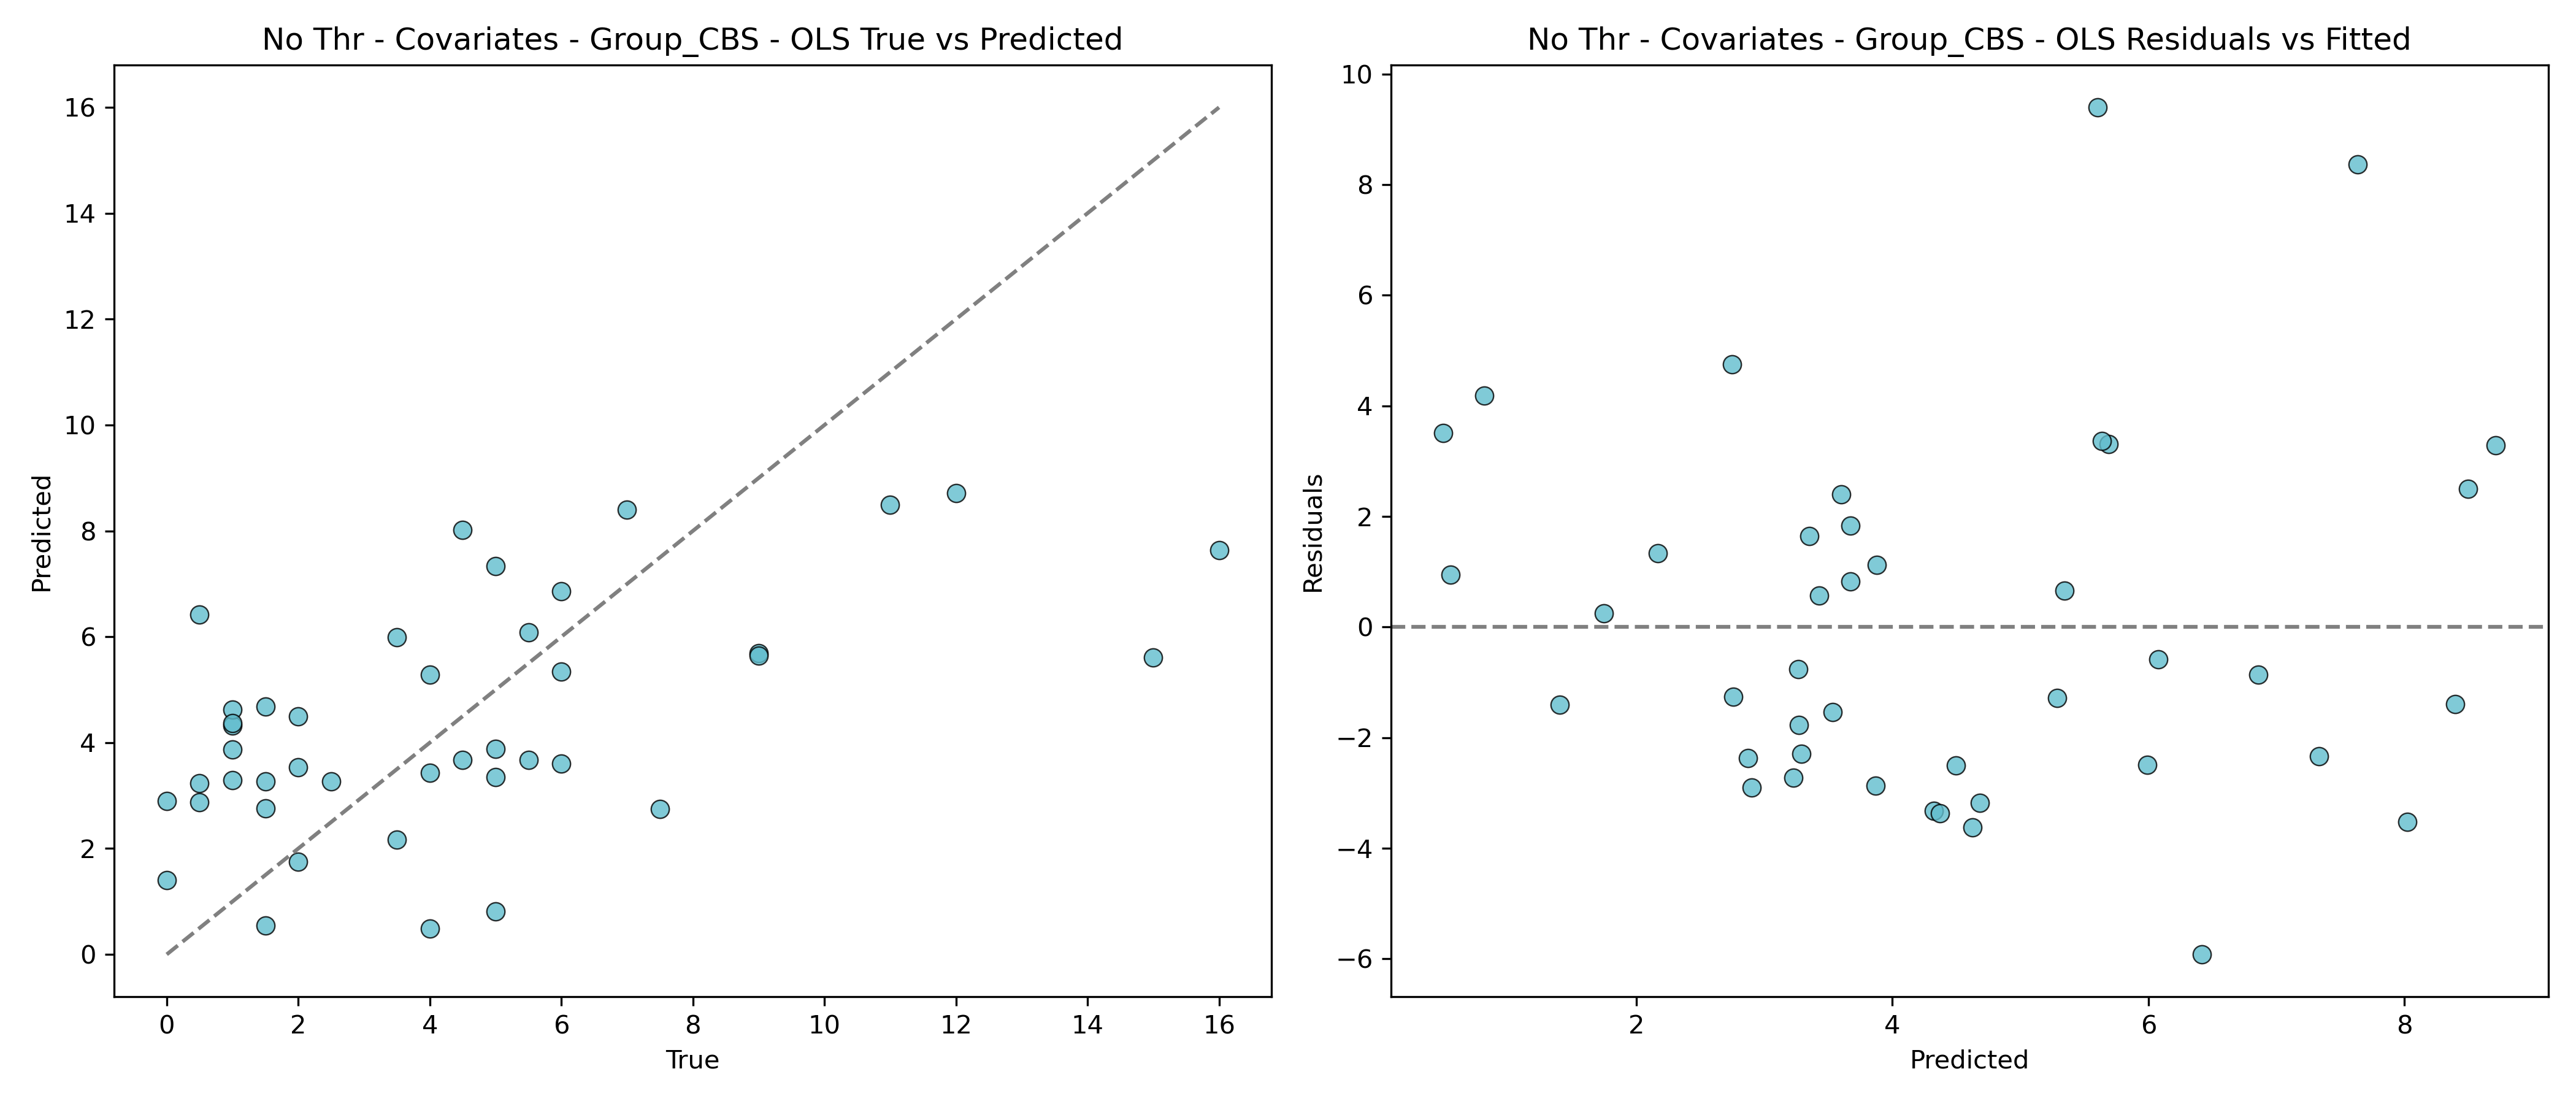 No Thr - Covariates - Group_CBS - OLS True vs Predicted
16
14
12
10
8
6
4
2
0
Predicted
0 2 4 6 8 10 12 14 16
True
No Thr - Covariates - Group_CBS - OLS Residuals vs Fitted
10
8
6
4
2
0
−2
−4
−6
Residuals
2 4 6 8
Predicted